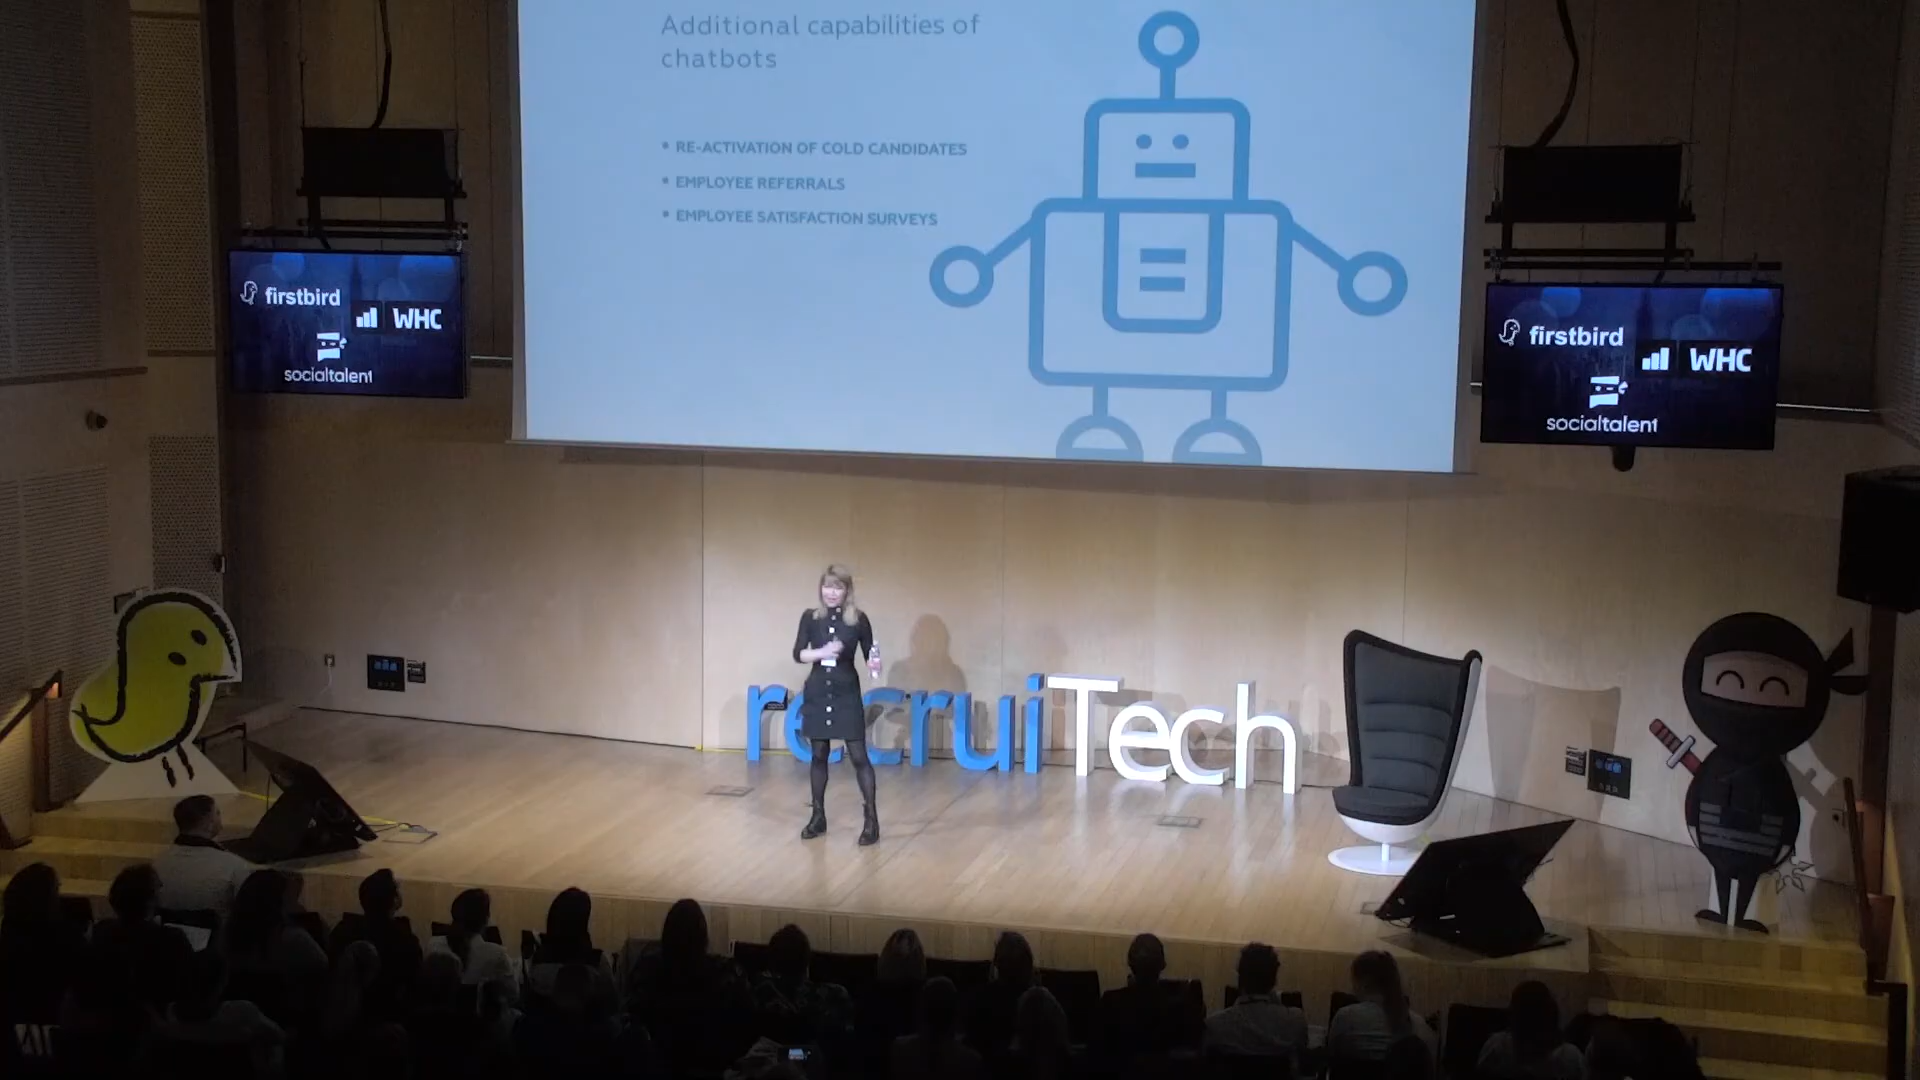 Additional capabilities of
chatbots
• RE-ACTIVATION OF COLD CANDIDATES
• EMPLOYEE REFERRALS
• EMPLOYEE SATISFACTION SURVEYS
firstbird
WHC
socialtalent
firstbird
WHC
socialtalent
recruiTech